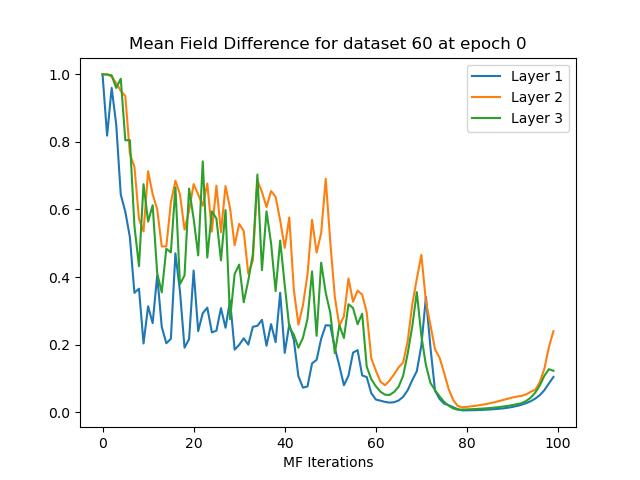 Mean Field Difference for dataset 60 at epoch 0
1.0
0.8
0.6
0.4
0.2
0.0
Layer 1
Layer 2
Layer 3
0 20 40 60 80 100
MF Iterations